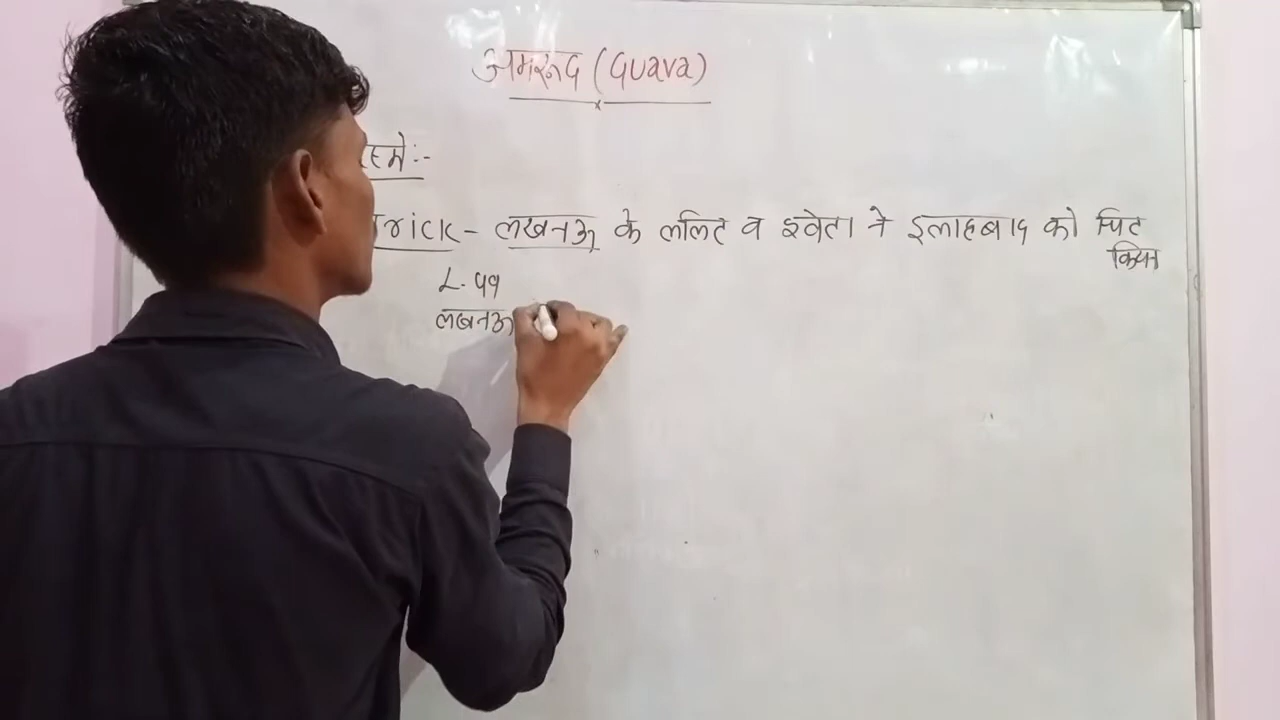 अमरूद (Guava)
स्मे:-
Trick- लखनऊ के ललित व श्वेता ने इलाहबाद को चित
किया
L. 49
लखनऊ